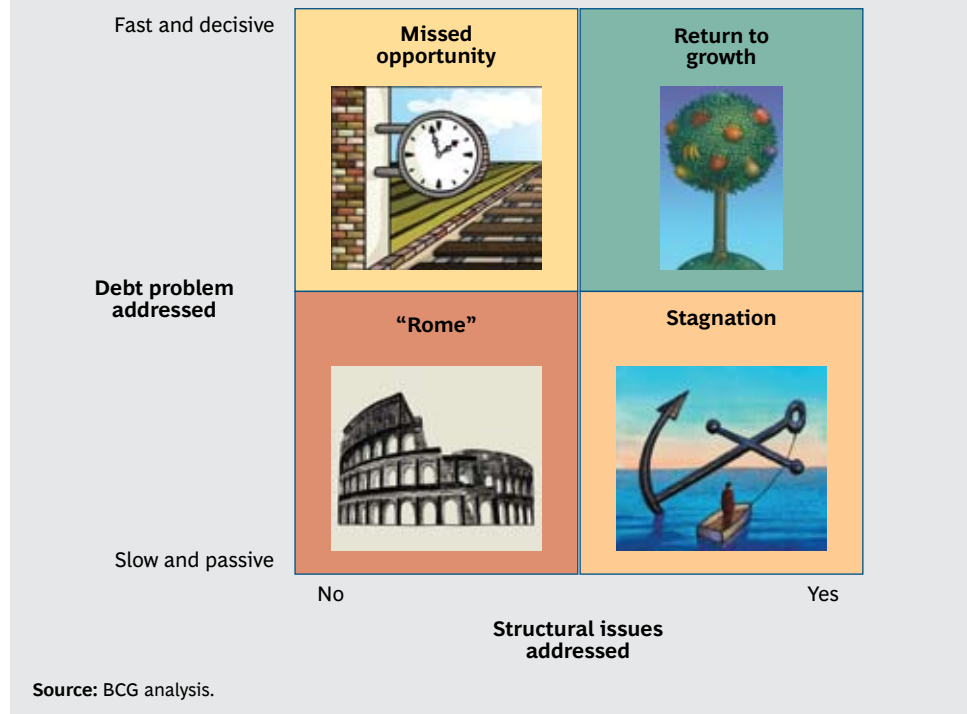 Fast and decisive
Missed
opportunity
Return to
growth
Debt problem
addressed
“Rome”
Stagnation
Slow and passive
No
Yes
Structural issues
addressed
Source: BCG analysis.